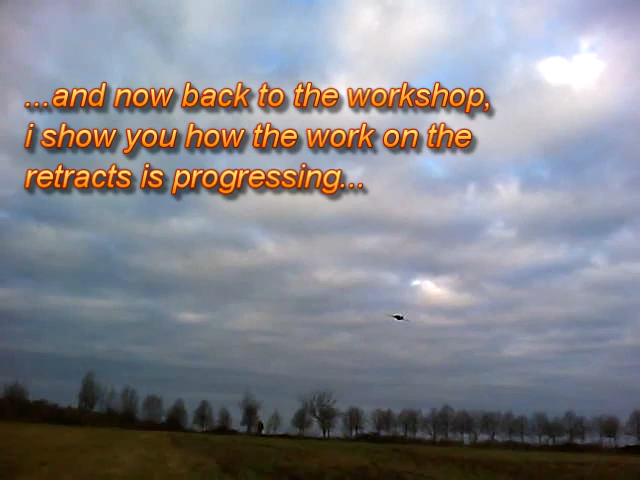 ...and now back to the workshop,
i show you how the work on the
retracts is progressing...